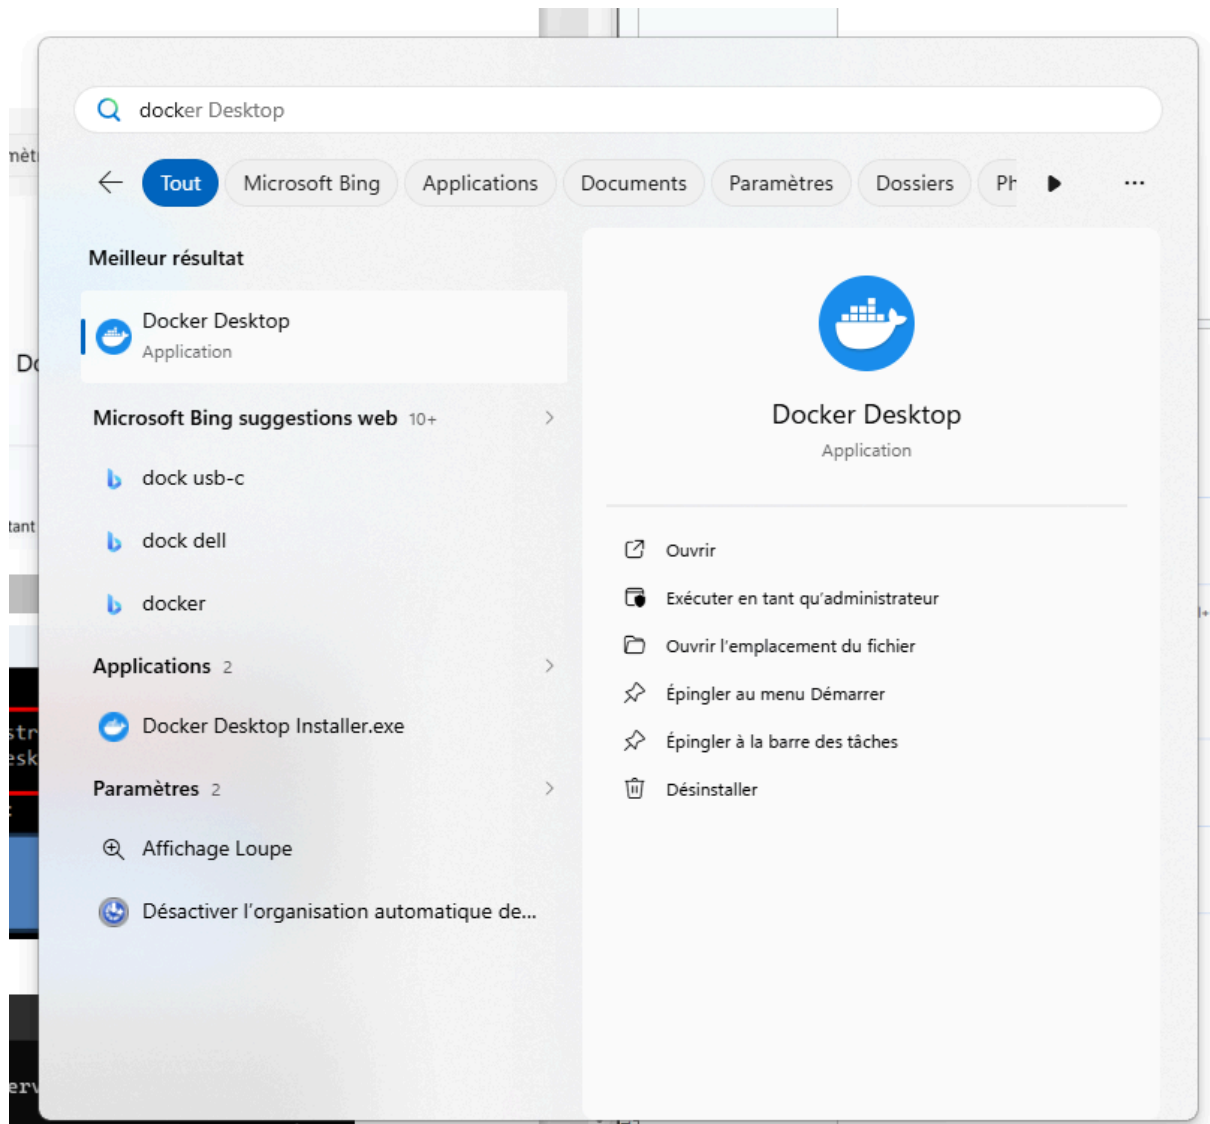 docker Desktop
Tout Microsoft Bing Applications Documents Paramètres Dossiers Ph ...
Meilleur résultat
Docker Desktop
Application
Microsoft Bing suggestions web 10+
dock usb-c
dock dell
docker
Applications 2
Docker Desktop Installer.exe
Paramètres 2
Affichage Loupe
Désactiver l'organisation automatique de...
Docker Desktop
Application
Ouvrir
Exécuter en tant qu'administrateur
Ouvrir l'emplacement du fichier
Épingler au menu Démarrer
Épingler à la barre des tâches
Désinstaller